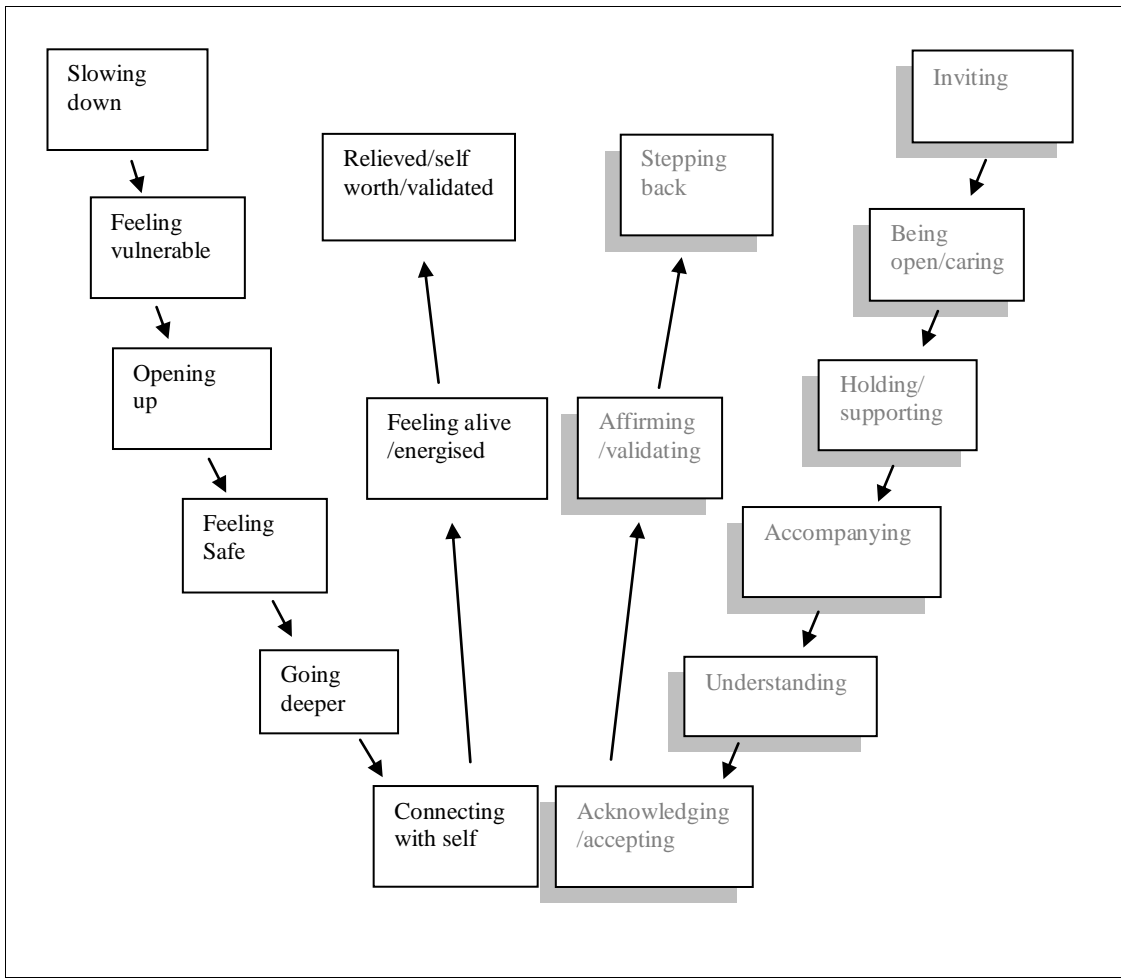 Slowing
down
Feeling
vulnerable
Opening
up
Feeling
Safe
Going
deeper
Connecting
with self
Feeling alive
/energised
Relieved/self
worth/validated
Inviting
Being
open/caring
Holding/
supporting
Accompanying
Understanding
Acknowledging
/accepting
Affirming
/validating
Stepping
back